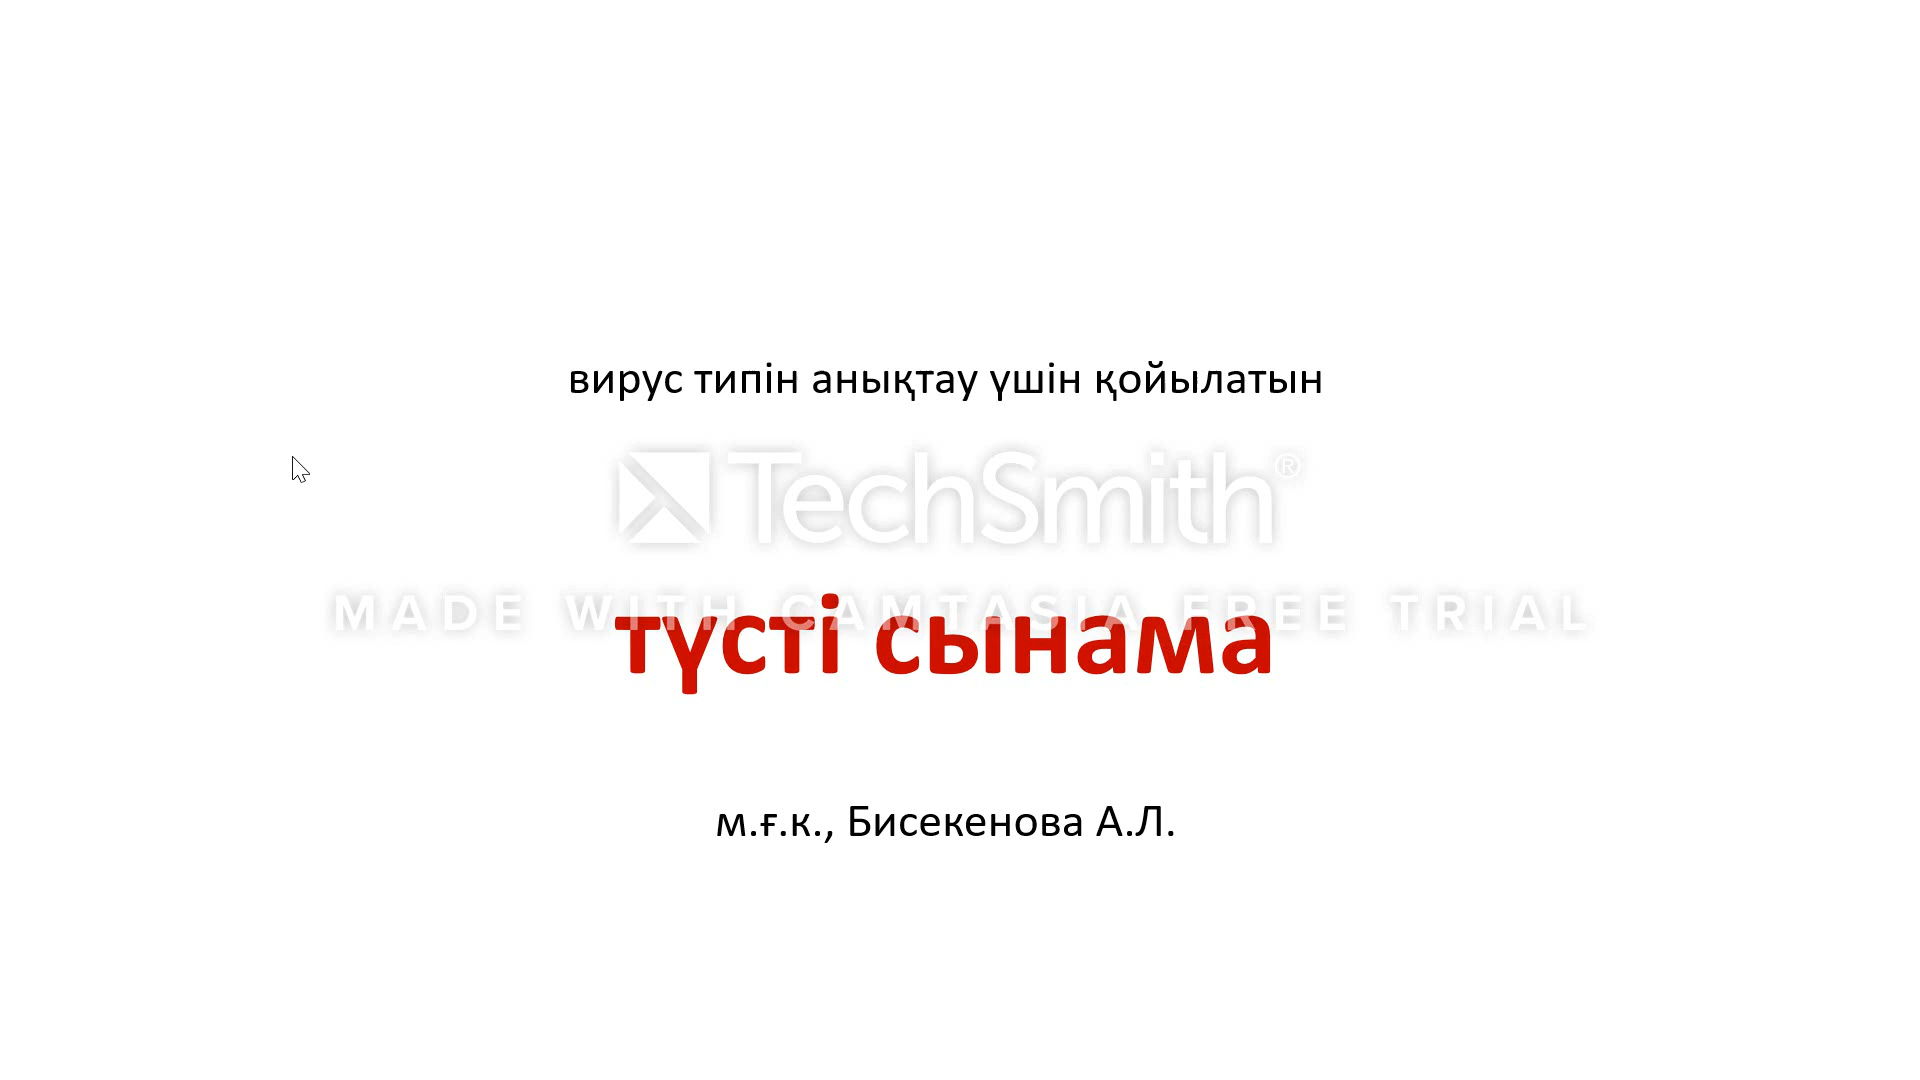 вирус типін анықтау үшін қойылатын
TechSmith®
MADE WITH CAMTASIA FREE TRIAL
түсті сынама
м.ғ.к., Бисекенова А.Л.